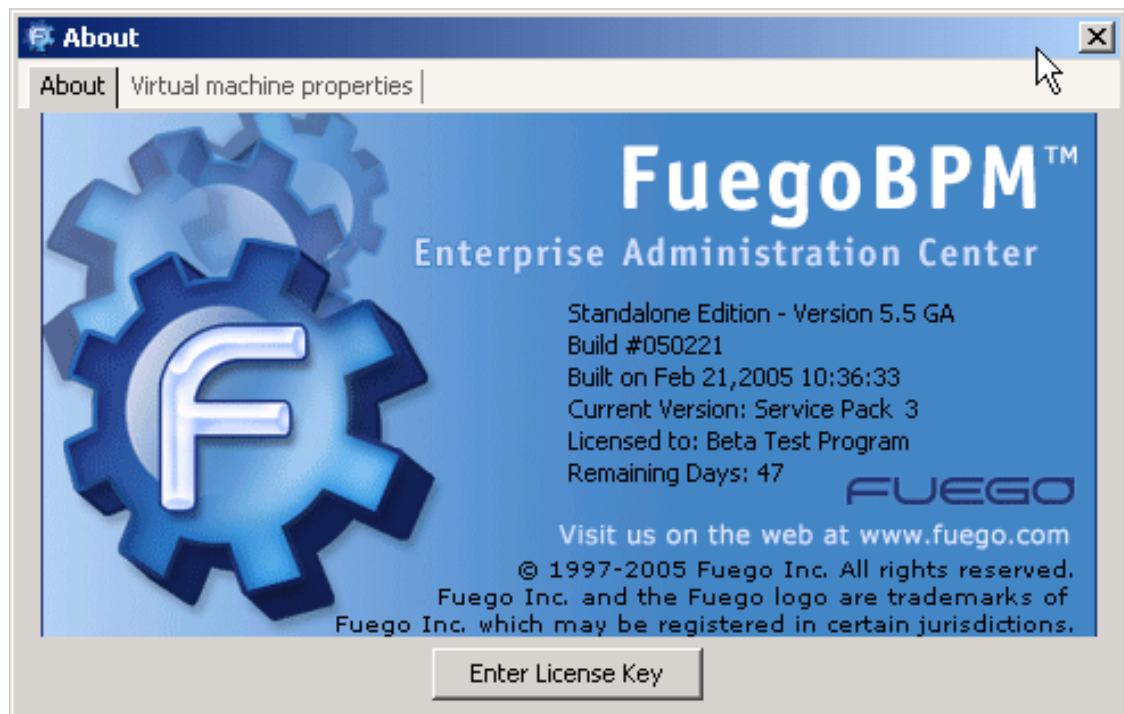 About
About
Virtual machine properties
FuegoBPM™
Enterprise Administration Center
Standalone Edition - Version 5.5 GA
Build #050221
Built on Feb 21,2005 10:36:33
Current Version: Service Pack 3
Licensed to: Beta Test Program
Remaining Days: 47
FUEGO
Visit us on the web at www.fuego.com
© 1997-2005 Fuego Inc. All rights reserved.
Fuego Inc. and the Fuego logo are trademarks of
Fuego Inc. which may be registered in certain jurisdictions.
F
Enter License Key